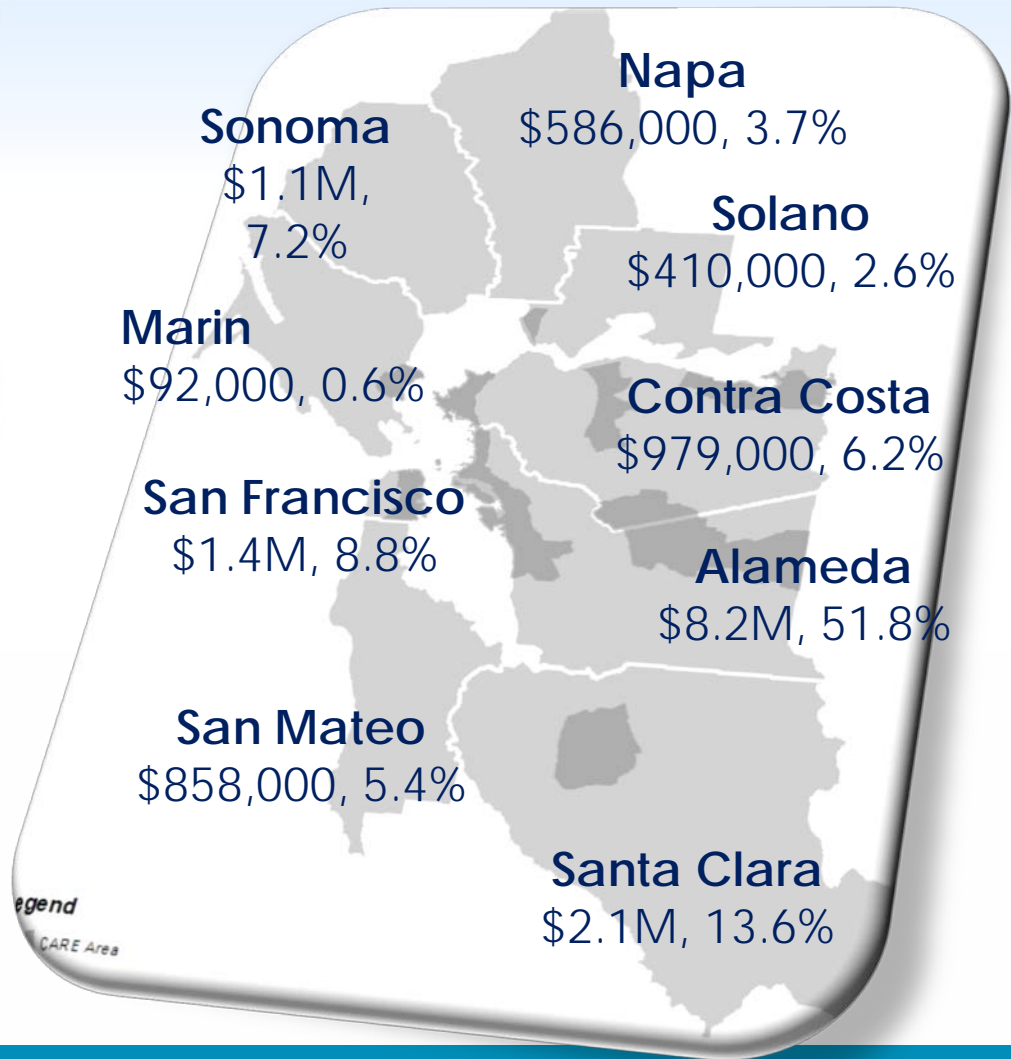 Napa
$586,000, 3.7%
Sonoma
$1.1M,
7.2%
Solano
$410,000, 2.6%
Marin
$92,000, 0.6%
Contra Costa
$979,000, 6.2%
San Francisco
$1.4M, 8.8%
Alameda
$8.2M, 51.8%
San Mateo
$858,000, 5.4%
Santa Clara
$2.1M, 13.6%
egend
CARE Area